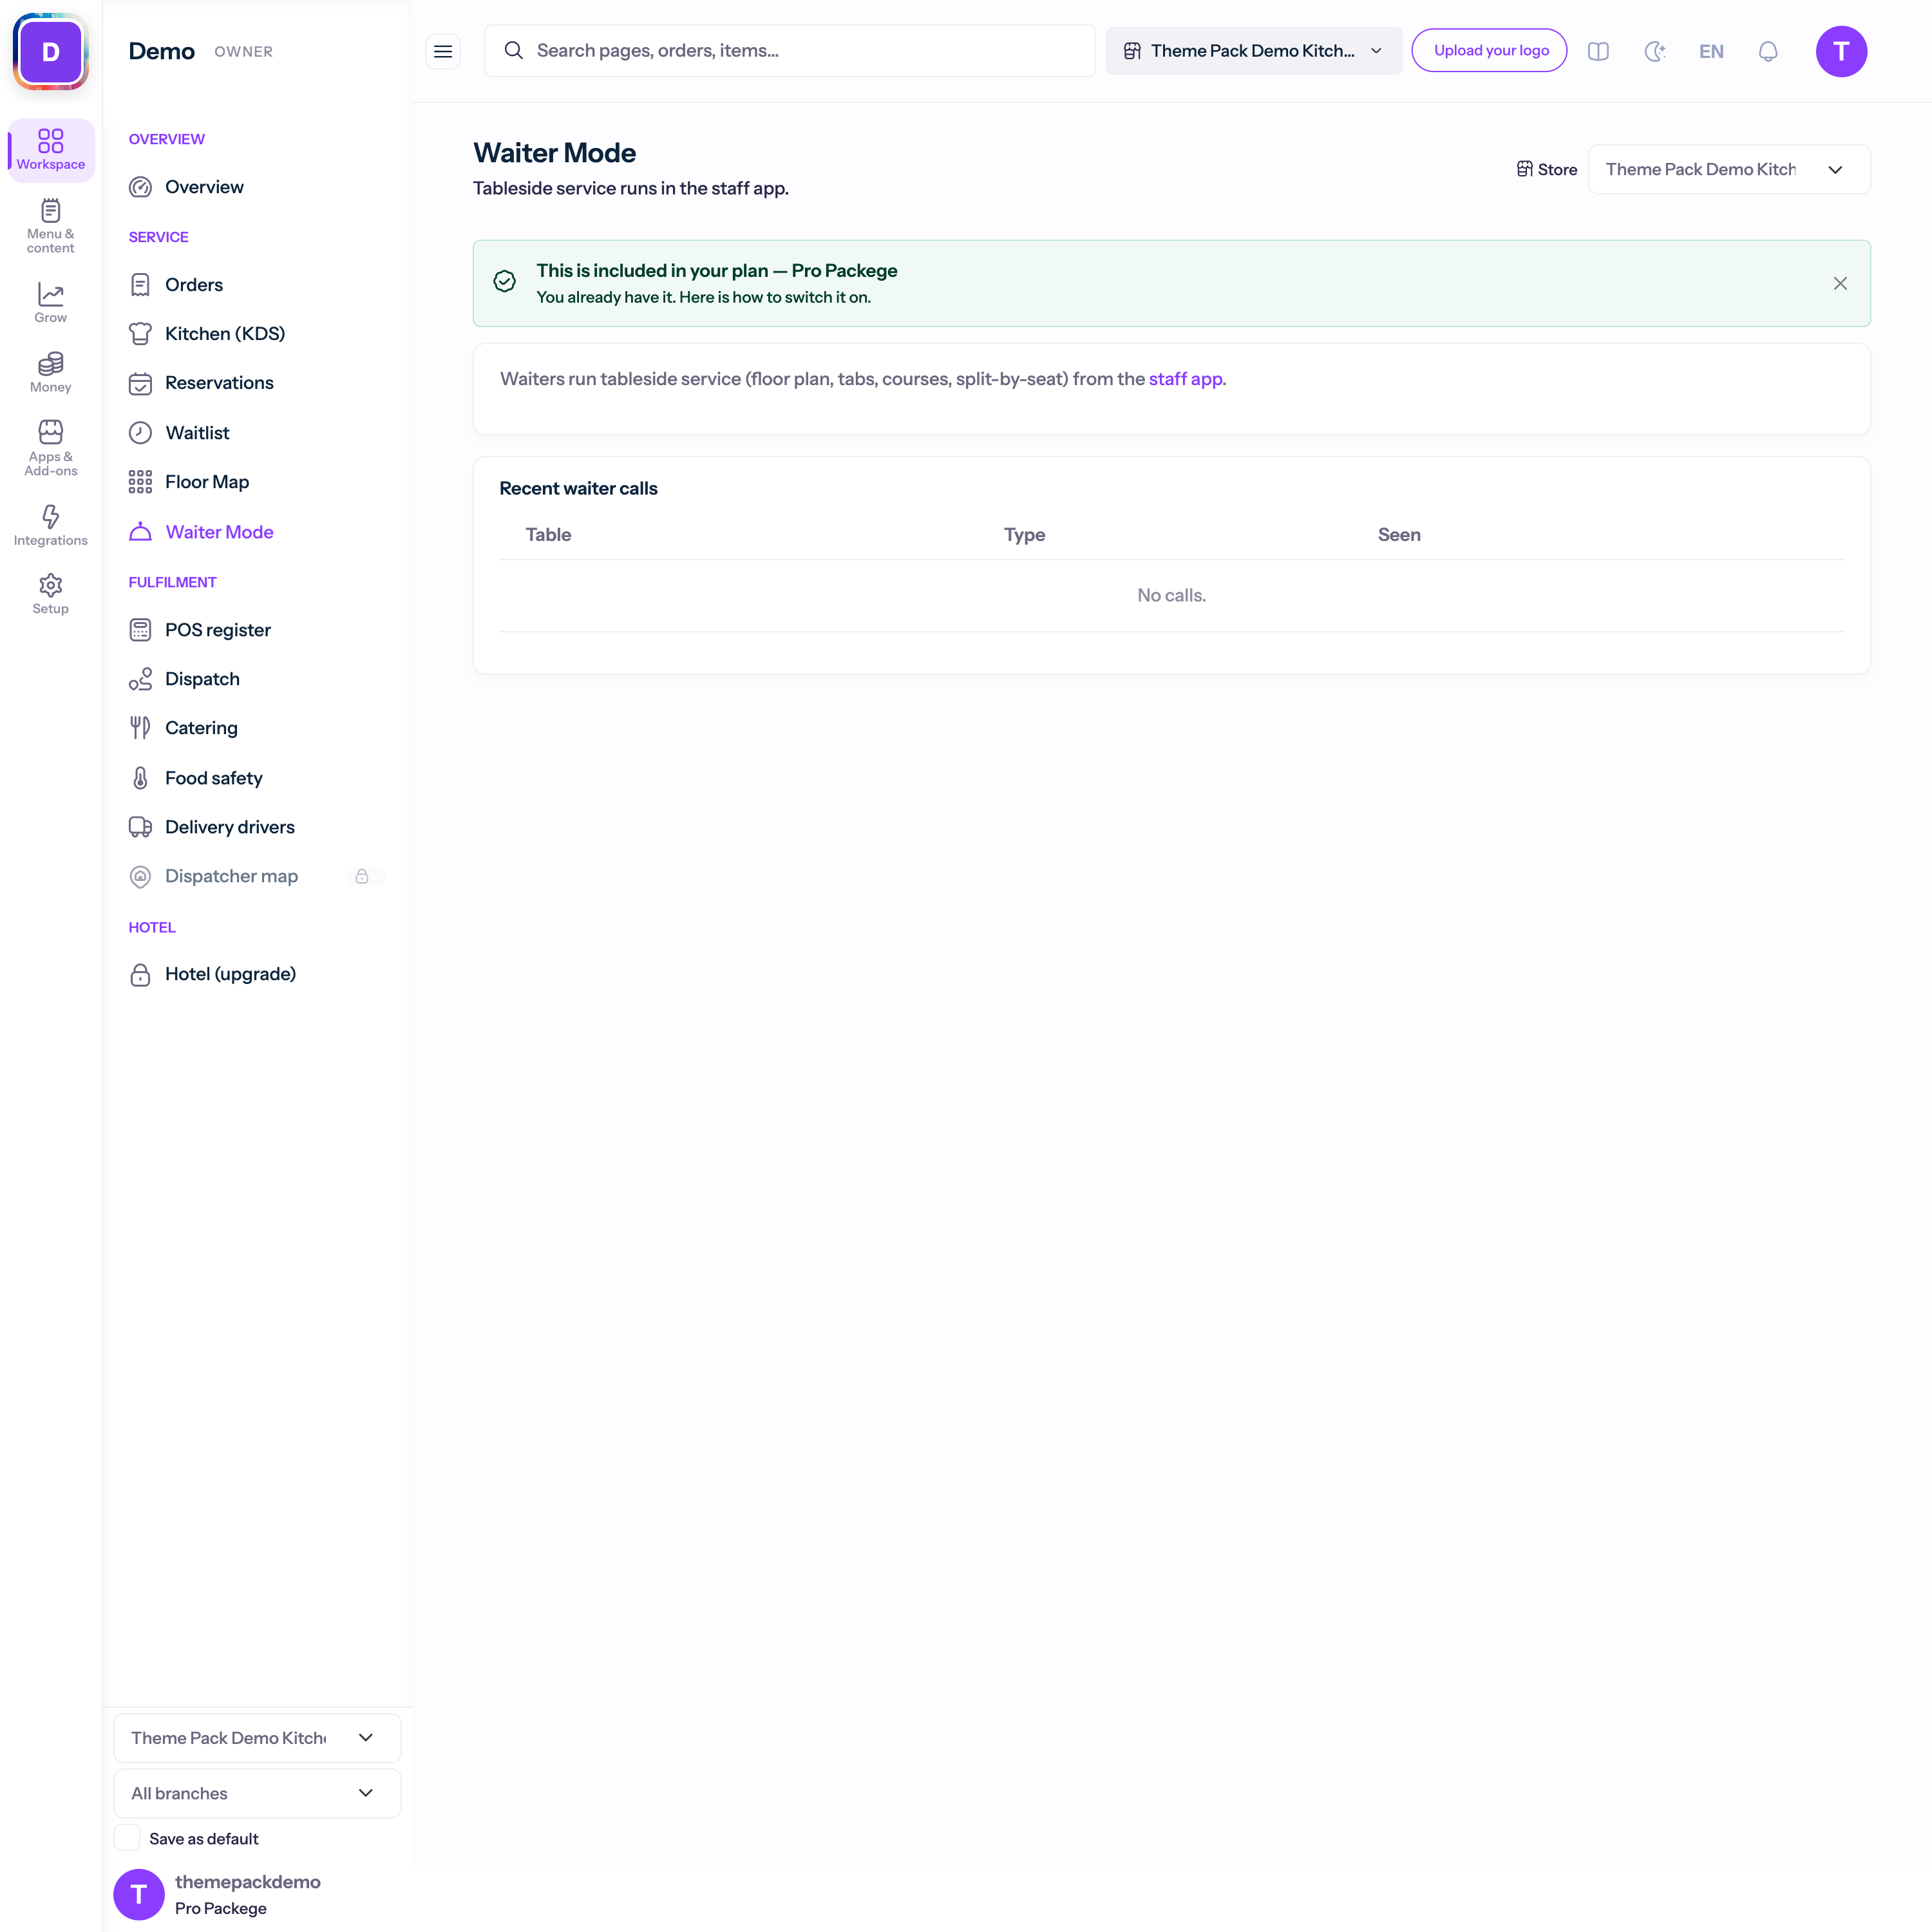 D
Demo OWNER
Search pages, orders, items...
Theme Pack Demo Kitch...
Upload your logo
EN
T
Workspace
Menu &
content
Grow
Money
Apps &
Add-ons
Integrations
Setup
OVERVIEW
Overview
SERVICE
Orders
Kitchen (KDS)
Reservations
Waitlist
Floor Map
Waiter Mode
FULFILMENT
POS register
Dispatch
Catering
Food safety
Delivery drivers
Dispatcher map
HOTEL
Hotel (upgrade)
Theme Pack Demo Kitch
All branches
Save as default
T
themepackdemo
Pro Packege
Waiter Mode
Tableside service runs in the staff app.
Store
Theme Pack Demo Kitch
This is included in your plan — Pro Packege
You already have it. Here is how to switch it on.
Waiters run tableside service (floor plan, tabs, courses, split-by-seat) from the staff app.
Recent waiter calls
Table Type Seen
No calls.